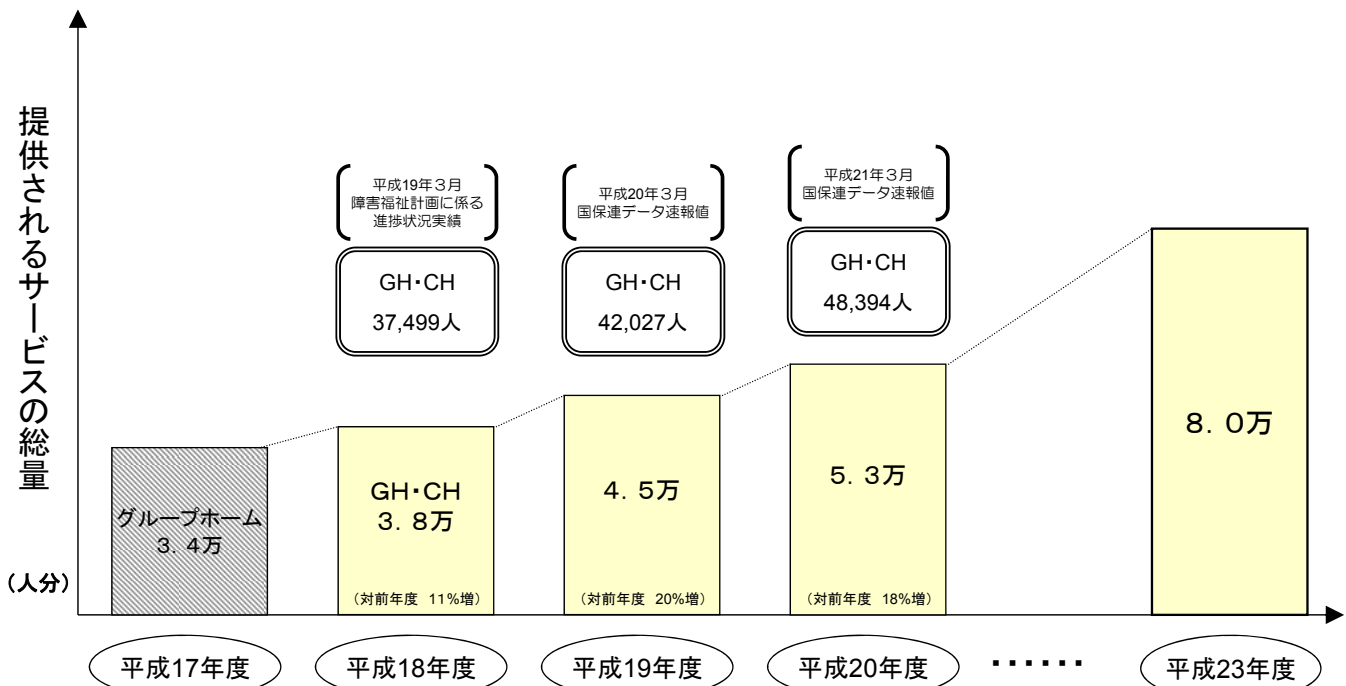 提供されるサービスの総量
（人分）
平成19年３月
障害福祉計画に係る
進捗状況実績
GH・CH
37,499人
平成20年３月
国保連データ速報値
GH・CH
42,027人
平成21年３月
国保連データ速報値
GH・CH
48,394人
グループホーム
３．４万
GH・CH
３．８万
（対前年度 11%増）
４．５万
（対前年度 20%増）
５．３万
（対前年度 18%増）
８．０万
平成17年度
平成18年度
平成19年度
平成20年度
・・・・・・
平成23年度